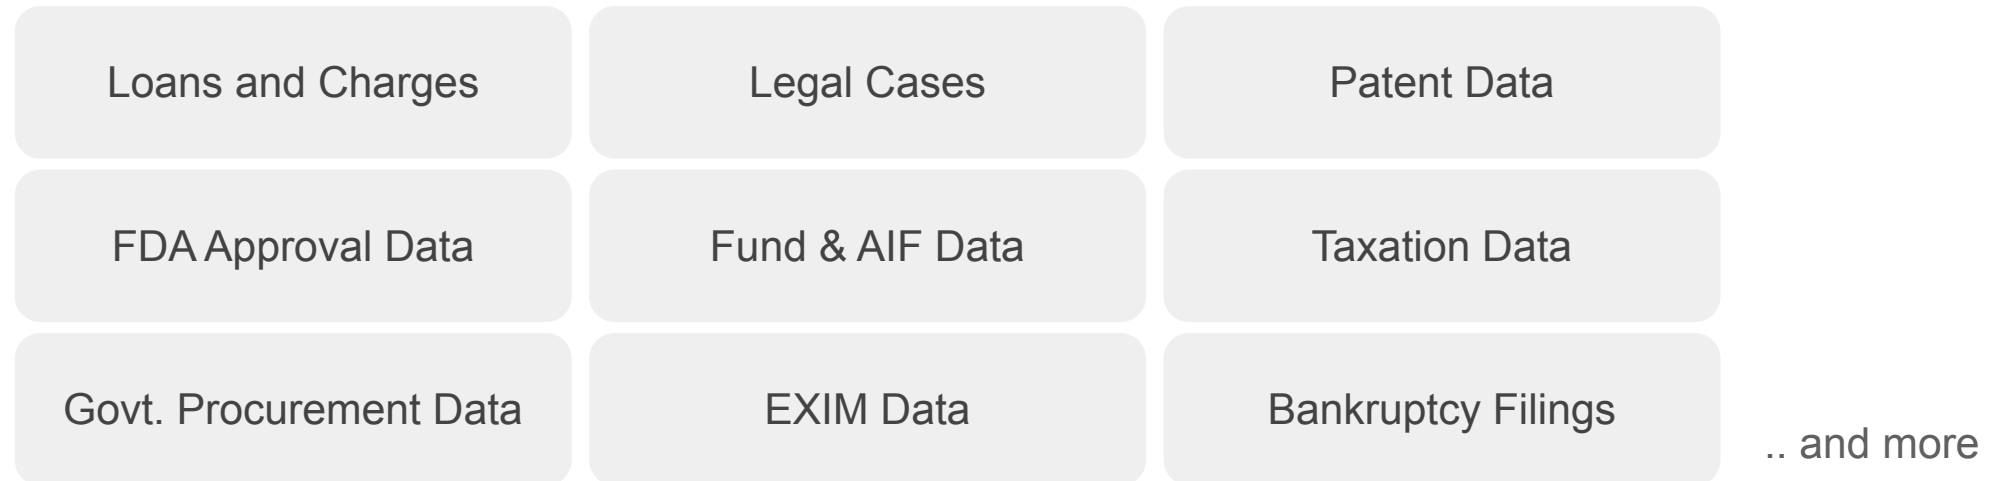 Loans and Charges
Legal Cases
Patent Data
FDA Approval Data
Fund & AIF Data
Taxation Data
Govt. Procurement Data
EXIM Data
Bankruptcy Filings
.. and more